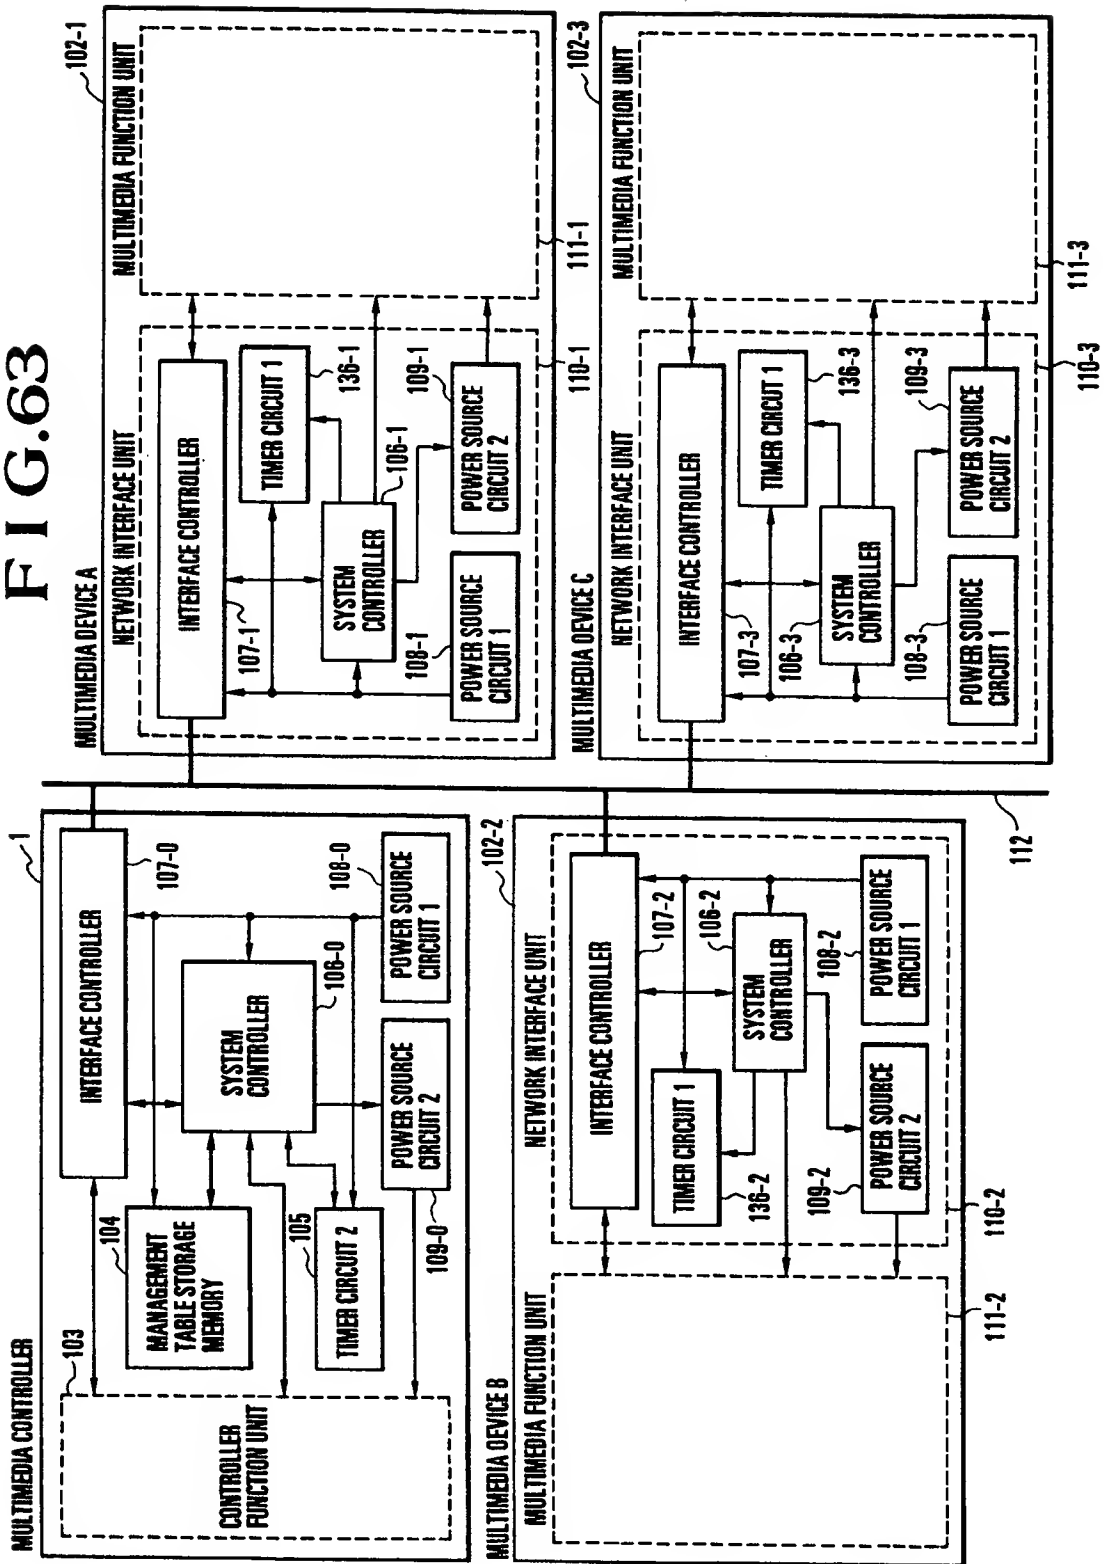 FIG.63
MULTIMEDIA CONTROLLER
1
INTERFACE CONTROLLER
107-0
103
CONTROLLER
FUNCTION UNIT
104
MANAGEMENT
TABLE STORAGE
MEMORY
SYSTEM
CONTROLLER
106-0
105
TIMER CIRCUIT 2
108-0
POWER SOURCE
CIRCUIT 1
POWER SOURCE
CIRCUIT 2
109-0
MULTIMEDIA DEVICE A
102-1
NETWORK INTERFACE UNIT
MULTIMEDIA FUNCTION UNIT
INTERFACE CONTROLLER
107-1
TIMER CIRCUIT 1
136-1
SYSTEM
CONTROLLER
106-1
108-1
POWER SOURCE
CIRCUIT 1
109-1
POWER SOURCE
CIRCUIT 2
110-1
111-1
MULTIMEDIA DEVICE B
102-2
MULTIMEDIA FUNCTION UNIT
NETWORK INTERFACE UNIT
INTERFACE CONTROLLER
107-2
TIMER CIRCUIT 1
136-2
106-2
SYSTEM
CONTROLLER
108-2
POWER SOURCE
CIRCUIT 1
109-2
POWER SOURCE
CIRCUIT 2
110-2
111-2
MULTIMEDIA DEVICE C
102-3
NETWORK INTERFACE UNIT
MULTIMEDIA FUNCTION UNIT
INTERFACE CONTROLLER
107-3
TIMER CIRCUIT 1
136-3
106-3
SYSTEM
CONTROLLER
108-3
POWER SOURCE
CIRCUIT 1
109-3
POWER SOURCE
CIRCUIT 2
110-3
111-3
112